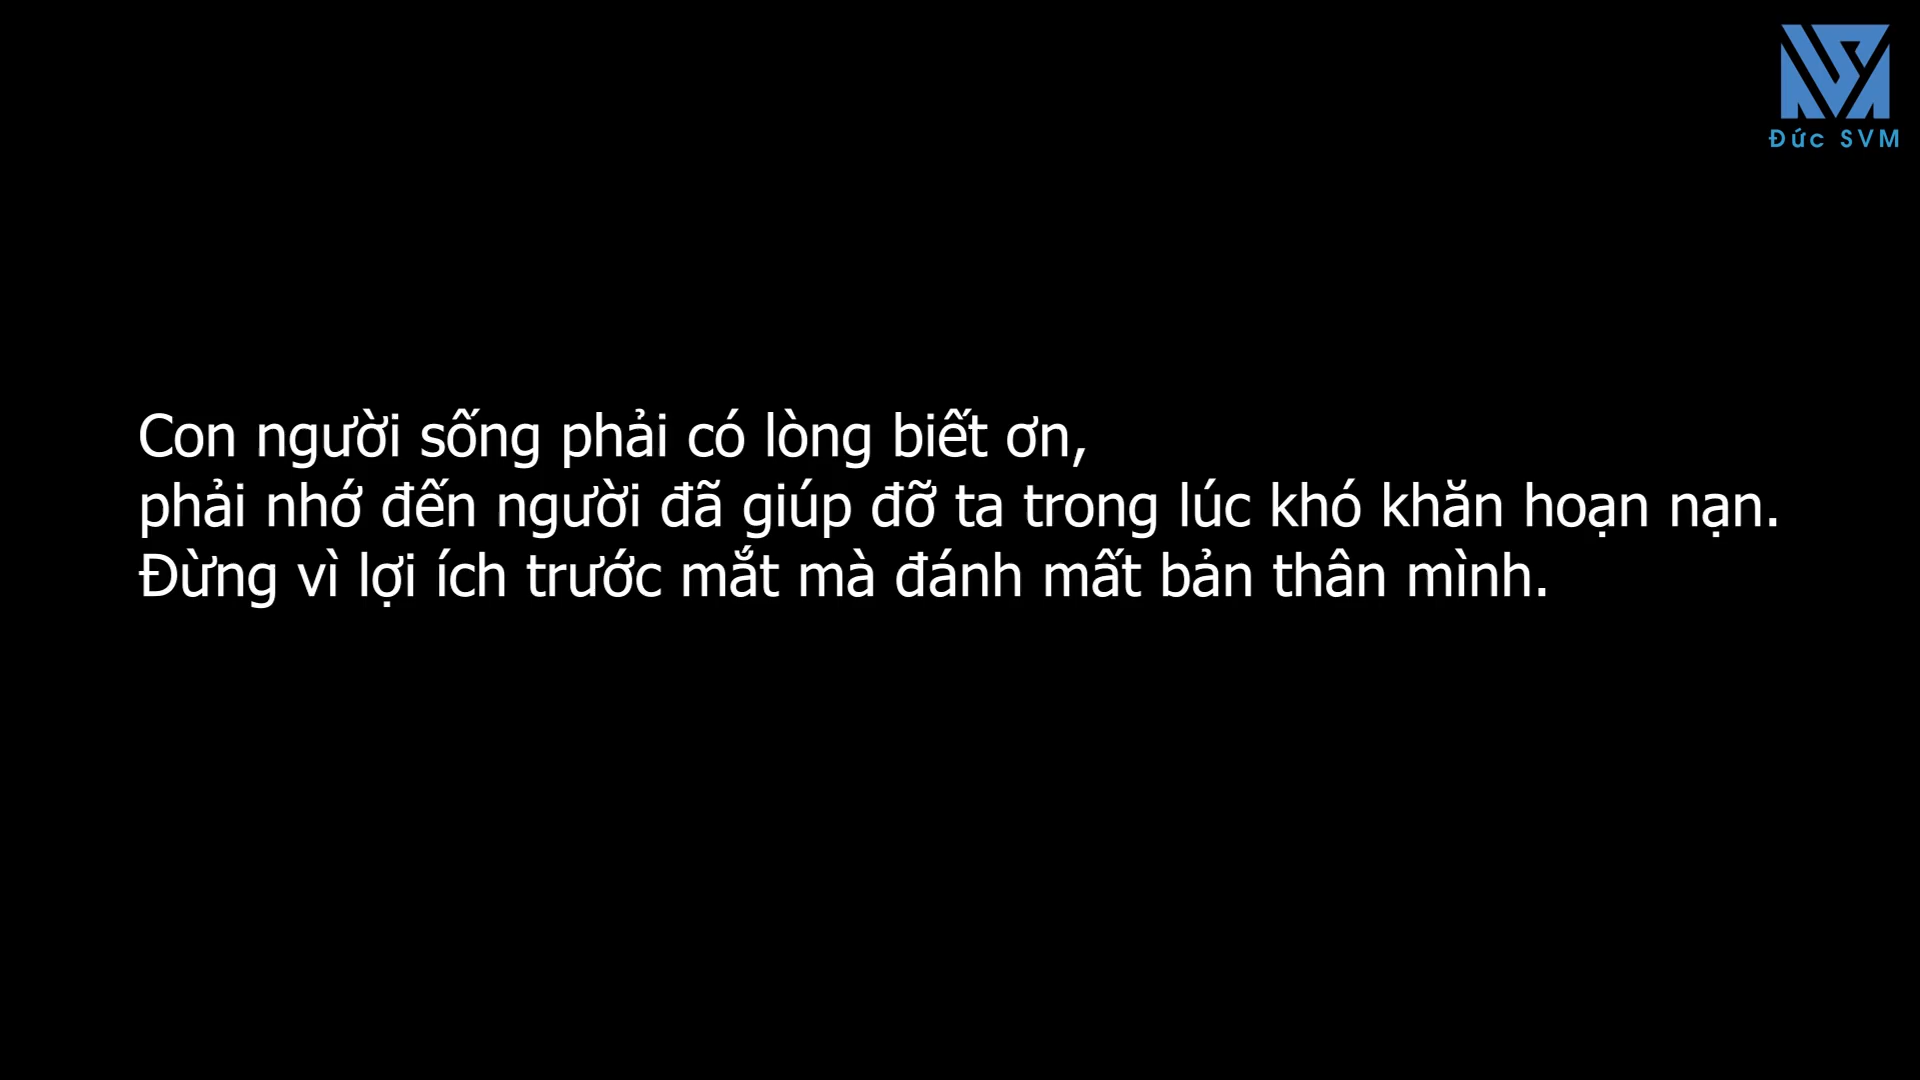 Đức SVM
Con người sống phải có lòng biết ơn,
phải nhớ đến người đã giúp đỡ ta trong lúc khó khăn hoạn nạn.
Đừng vì lợi ích trước mắt mà đánh mất bản thân mình.